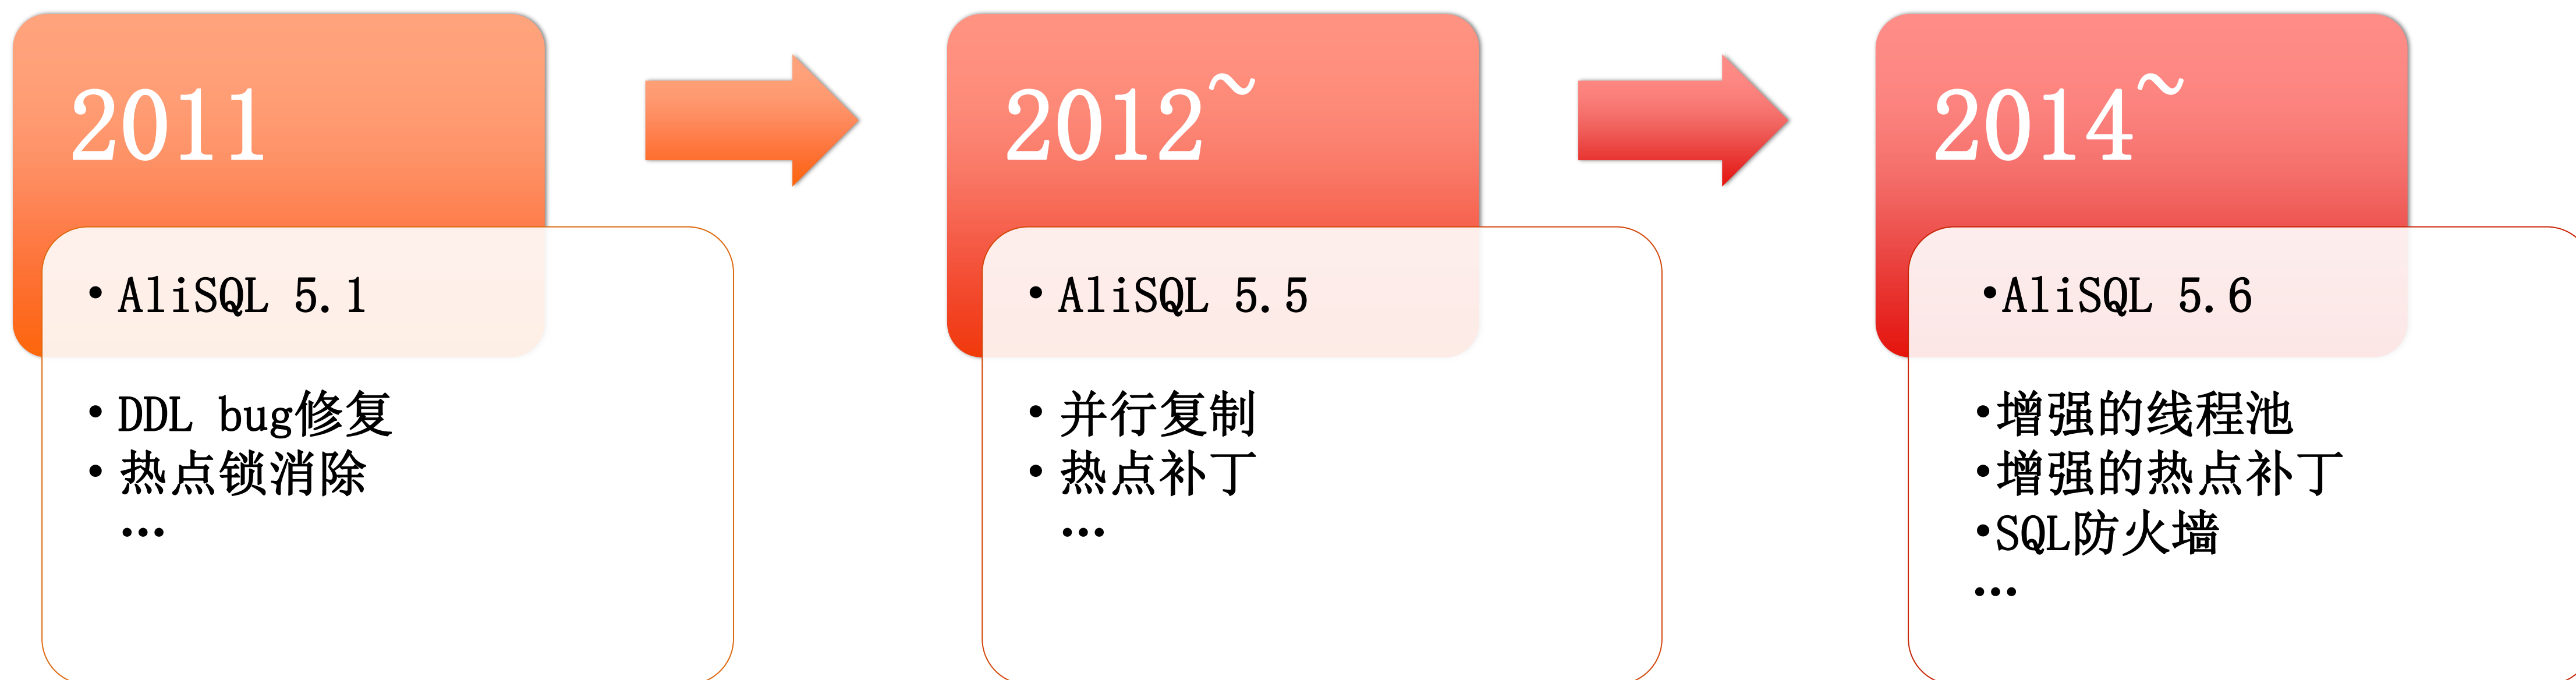 2011
• AliSQL 5.1
• DDL bug修复
• 热点锁消除
…
2012~
• AliSQL 5.5
• 并行复制
• 热点补丁
…
2014~
•AliSQL 5.6
•增强的线程池
•增强的热点补丁
•SQL防火墙
…